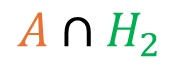 A ∩ H₂